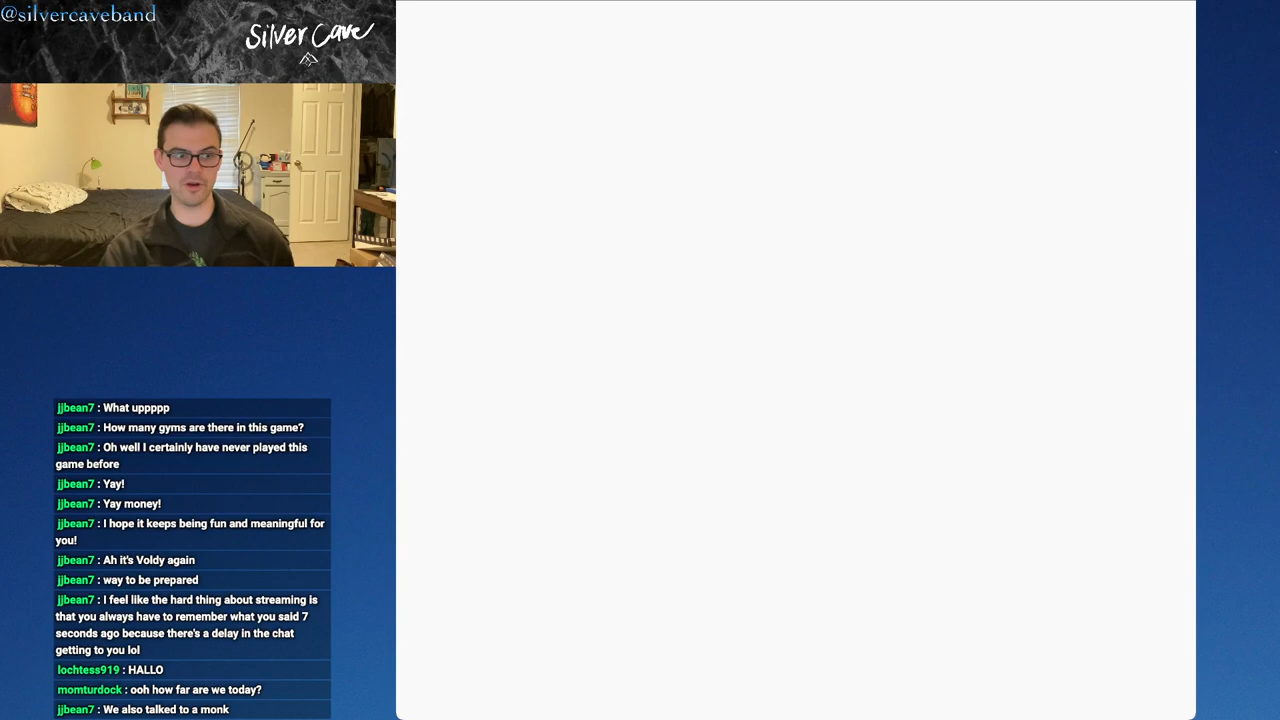 @silvercaveband
Silver Cave
jjbean7 : What uppppp
jjbean7 : How many gyms are there in this game?
jjbean7 : Oh well I certainly have never played this
game before
jjbean7 : Yay!
jjbean7 : Yay money!
jjbean7 : I hope it keeps being fun and meaningful for
you!
jjbean7 : Ah it's Voldy again
jjbean7 : way to be prepared
jjbean7 : I feel like the hard thing about streaming is
that you always have to remember what you said 7
seconds ago because there's a delay in the chat
getting to you lol
lochtess919 : HALLO
momturdock : ooh how far are we today?
jjbean7 : We also talked to a monk